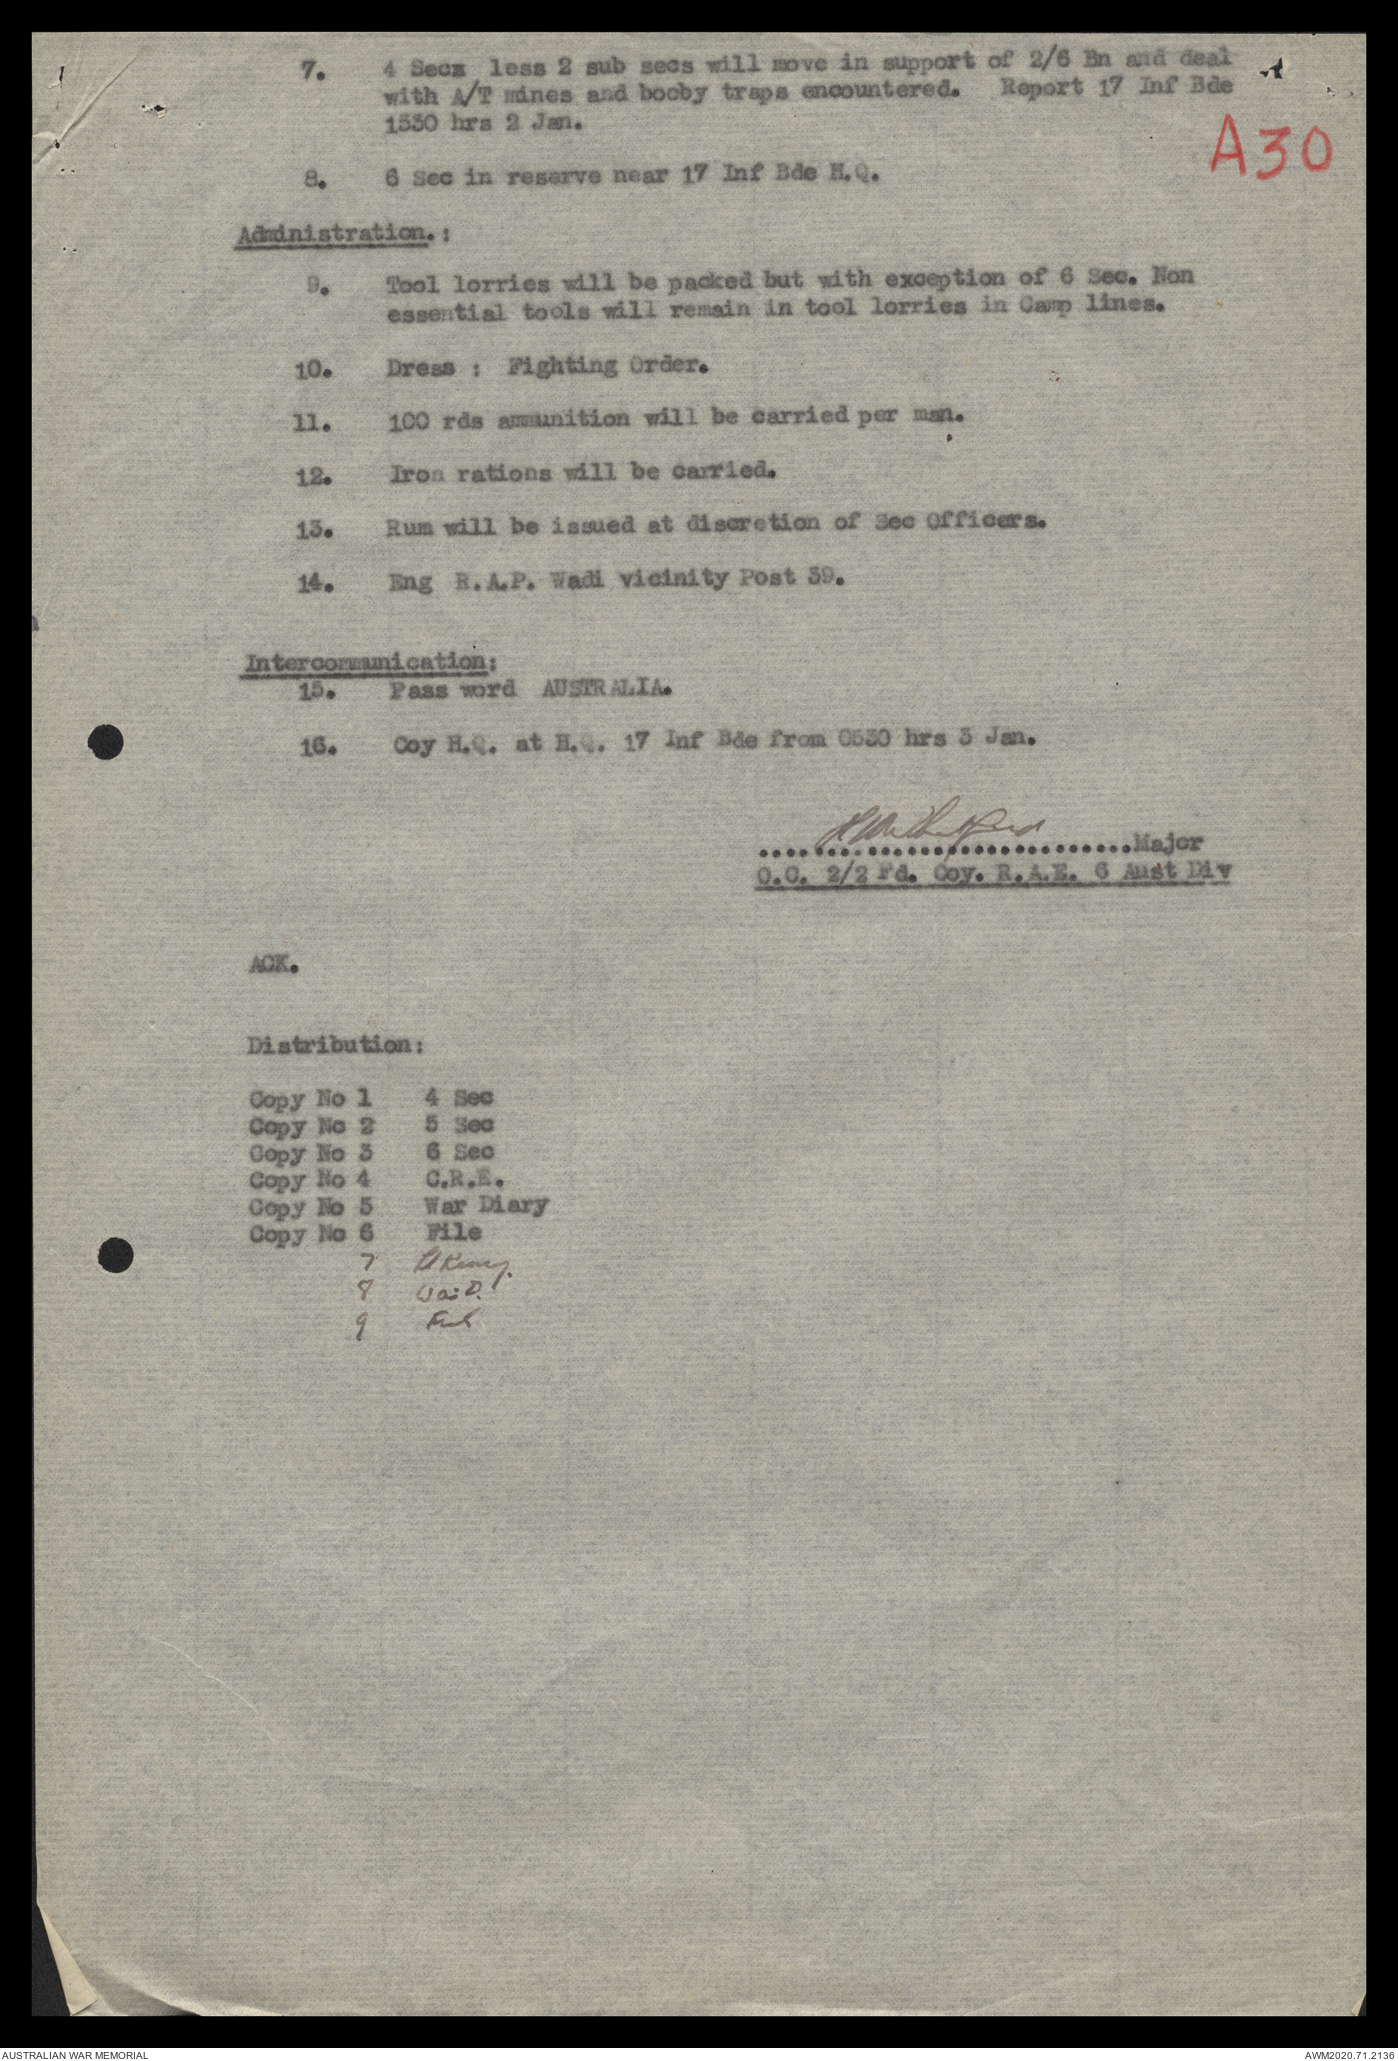 7. 4 Secx less 2 sub secs will move in support of 2/6 Bn and deal
with A/T mines and booby traps encountered. Report 17 Inf Bde
1530 hrs 2 Jan.
A30
8. 6 Sec in reserve near 17 Inf Bde H.Q.
Administration.:
9. Tool lorries will be packed but with exception of 6 Sec. Non
essential tools will remain in tool lorries in Camp lines.
10. Dress : Fighting Order.
11. 100 rds ammunition will be carried per man.
12. Iron rations will be carried.
13. Rum will be issued at discretion of Sec Officers.
14. Eng R.A.P. Wadi vicinity Post 39.
Intercommunication:
15. Pass word AUSTRALIA.
16. Coy H.Q. at H.Q. 17 Inf Bde from 0530 hrs 3 Jan.
..................................Major
O.C. 2/2 Fd. Coy. R.A.E. 6 Aust Div
ACK.
Distribution:
Copy No 1 4 Sec
Copy No 2 5 Sec
Copy No 3 6 Sec
Copy No 4 C.R.E.
Copy No 5 War Diary
Copy No 6 File
7
8
9
AUSTRALIAN WAR MEMORIAL
AWM2020.71.2136